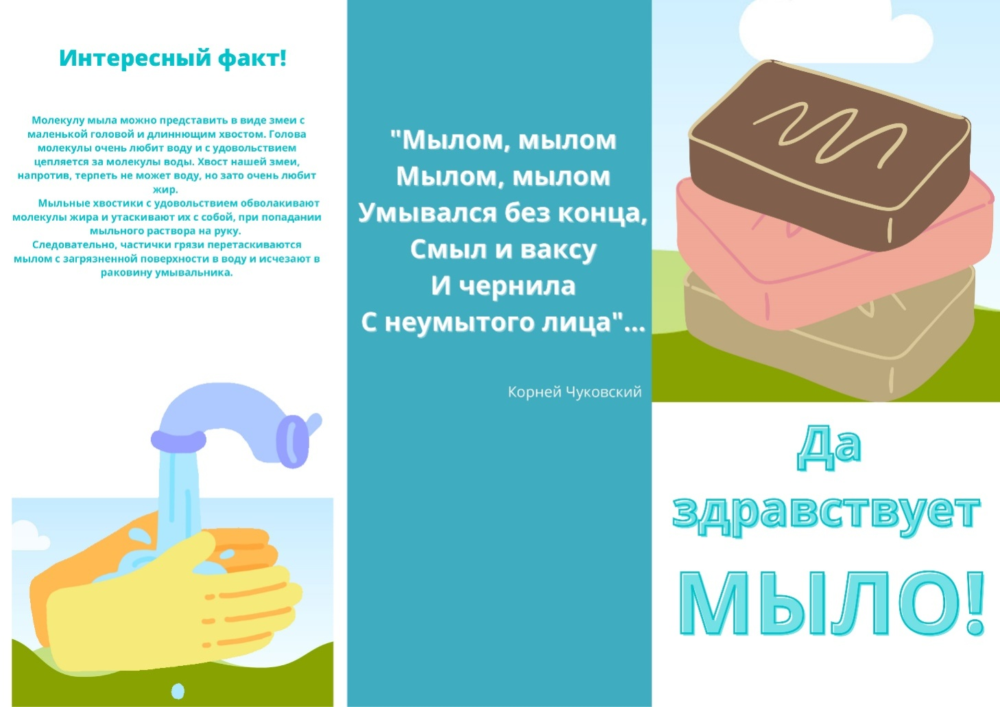 Интересный факт!
Молекулу мыла можно представить в виде змеи с
маленькой головой и длиннющим хвостом. Голова
молекулы очень любит воду и с удовольствием
цепляется за молекулы воды. Хвост нашей змеи,
напротив, терпеть не может воду, но зато очень любит
жир.
Мыльные хвостики с удовольствием обволакивают
молекулы жира и утаскивают их с собой, при попадании
мыльного раствора на руку.
Следовательно, частички грязи перетаскиваются
мылом с загрязненной поверхности в воду и исчезают в
раковину умывальника.
"Мылом, мылом
Мылом, мылом
Умывался без конца,
Смыл и ваксу
И чернила
С неумытого лица"...
Корней Чуковский
Да
здравствует
МЫЛО!